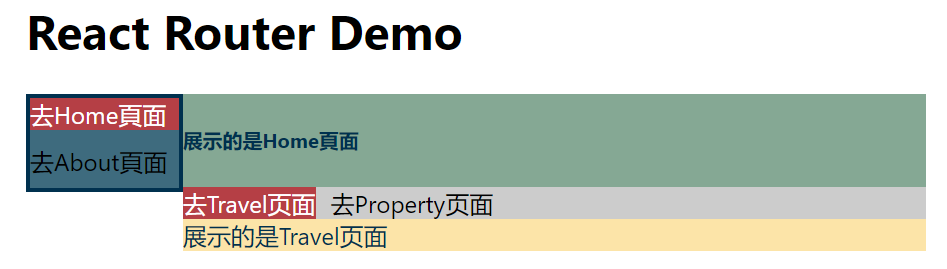 React Router Demo
去Home頁面
展示的是Home頁面
去About頁面
去Travel页面 去Property页面
展示的是Travel页面